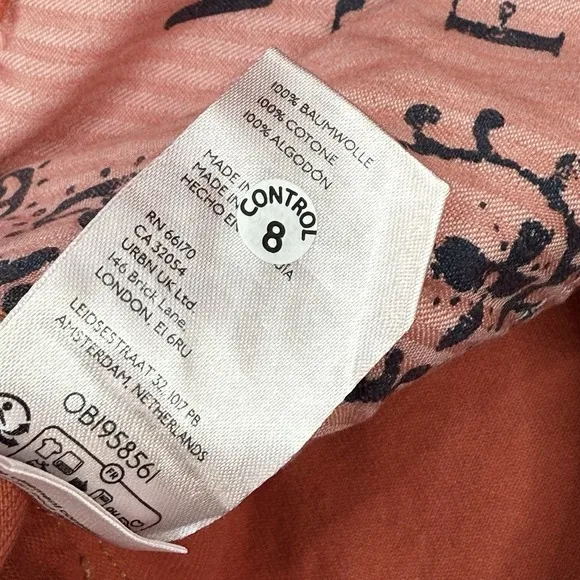 100% BAUMWOLLE
100% COTONE
100% ALGODÓN
MADE IN
MADE IN
HECHO EN
CONTROL
8
RN 66170
CA 32054
URBN UK Ltd
146 Brick Lane,
LONDON, E1 6RU
LEIDSESTRAAT 32, 1017 PB
AMSTERDAM, NETHERLANDS
OB1958561
FR